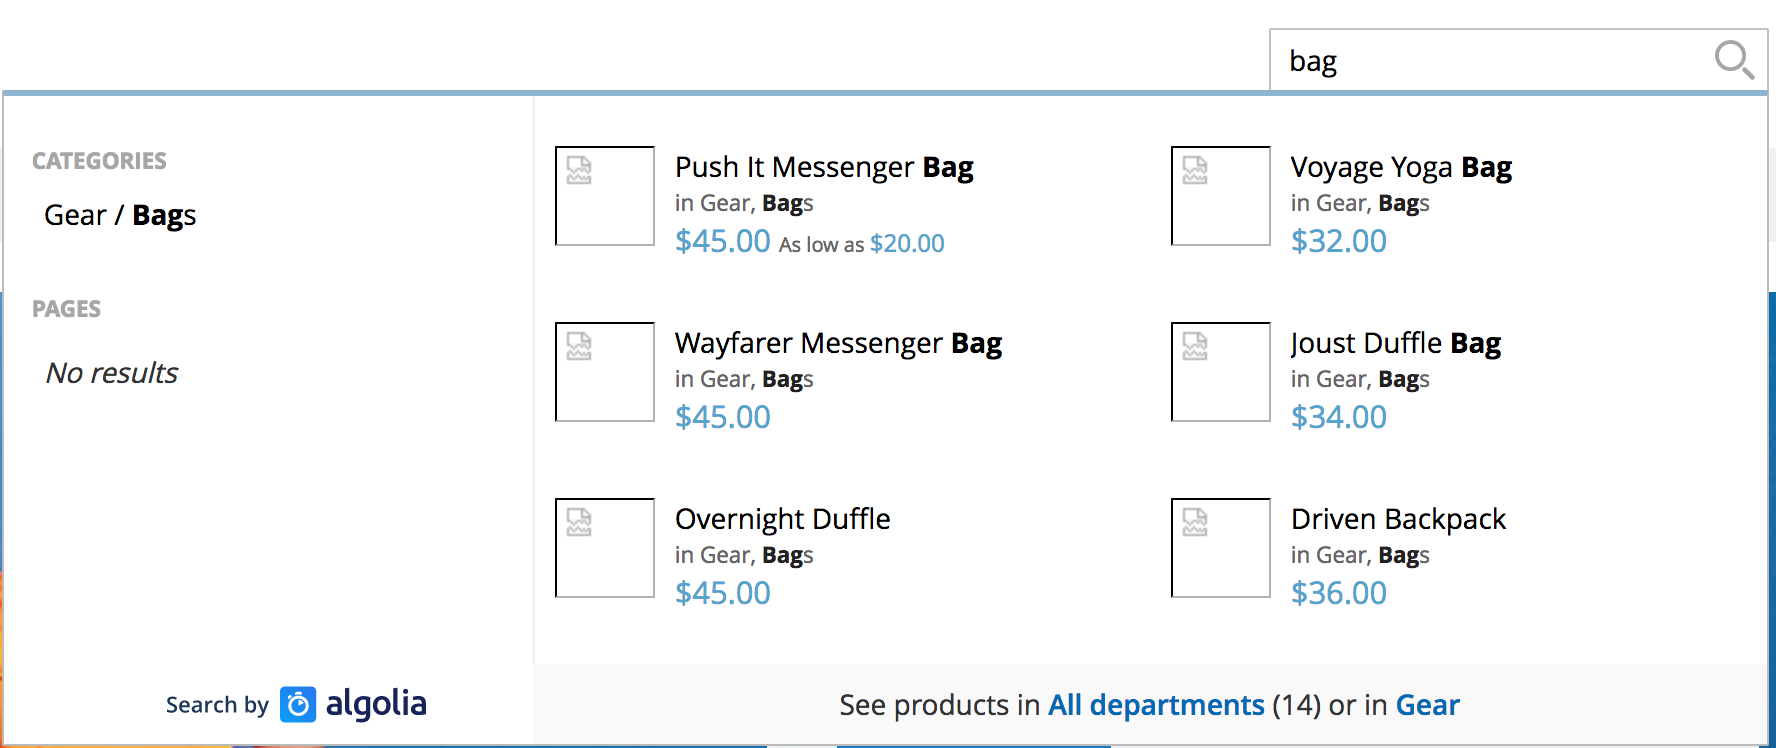 bag
CATEGORIES
Gear / Bags
PAGES
No results
Push It Messenger Bag
in Gear, Bags
$45.00 As low as $20.00
Voyage Yoga Bag
in Gear, Bags
$32.00
Wayfarer Messenger Bag
in Gear, Bags
$45.00
Joust Duffle Bag
in Gear, Bags
$34.00
Overnight Duffle
in Gear, Bags
$45.00
Driven Backpack
in Gear, Bags
$36.00
Search by algolia
See products in All departments (14) or in Gear